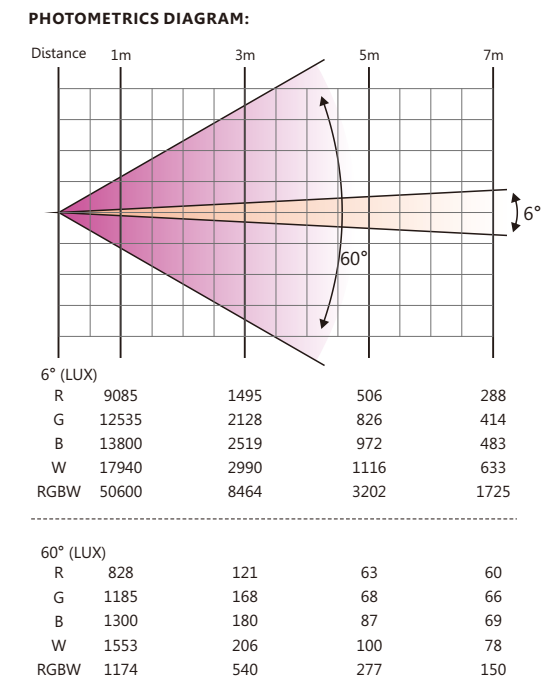 PHOTOMETRICS DIAGRAM:
Distance 1m 3m 5m 7m
6°
60°
6° (LUX)
R 9085 1495 506 288
G 12535 2128 826 414
B 13800 2519 972 483
W 17940 2990 1116 633
RGBW 50600 8464 3202 1725
60° (LUX)
R 828 121 63 60
G 1185 168 68 66
B 1300 180 87 69
W 1553 206 100 78
RGBW 1174 540 277 150